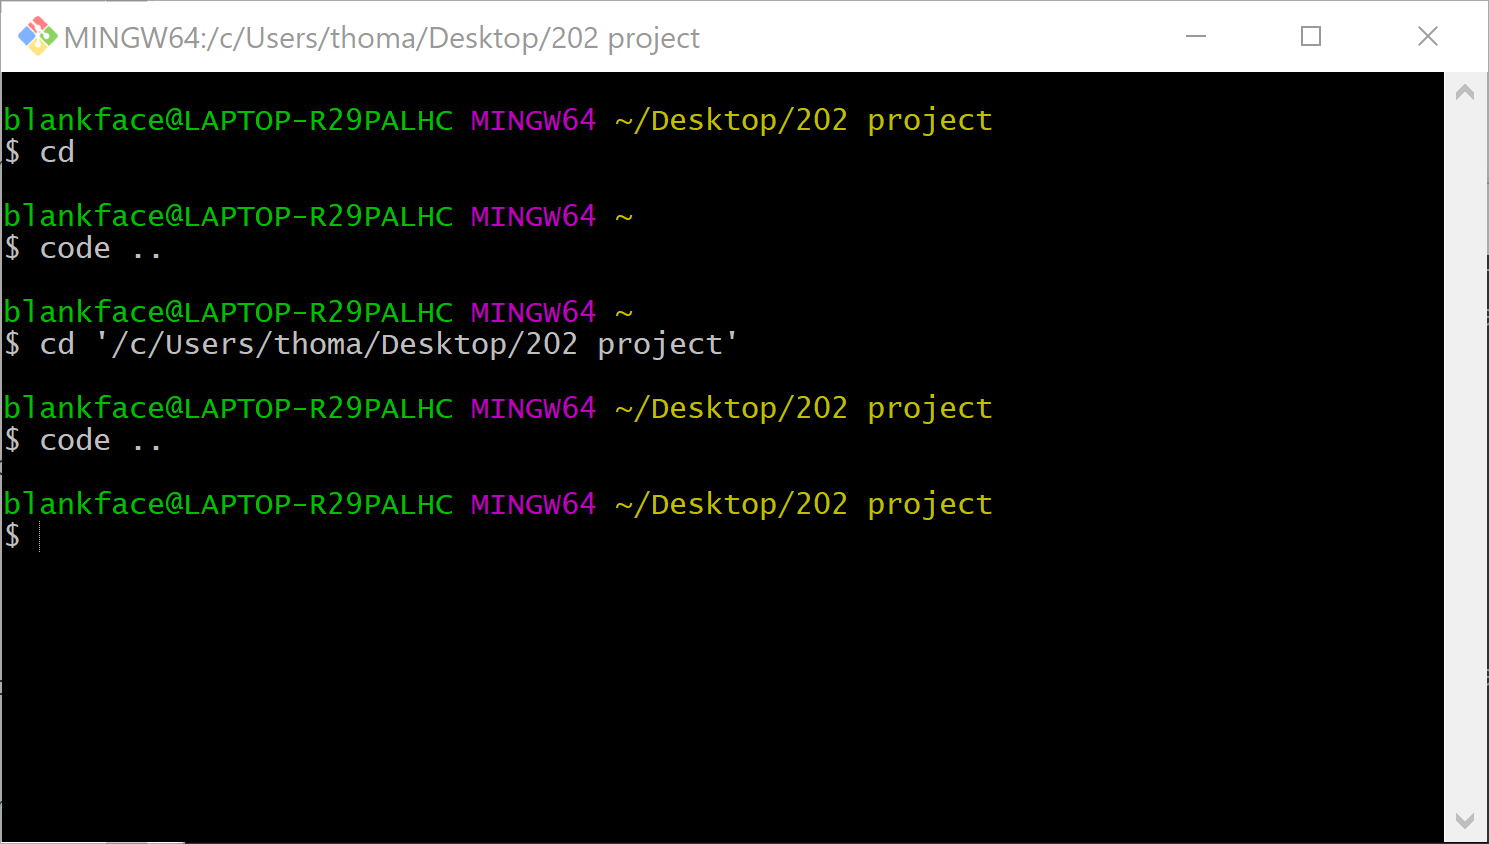 MINGW64:/c/Users/thoma/Desktop/202 project
blankface@LAPTOP-R29PALHC MINGW64 ~/Desktop/202 project
$ cd
blankface@LAPTOP-R29PALHC MINGW64 ~
$ code ..
blankface@LAPTOP-R29PALHC MINGW64 ~
$ cd '/c/Users/thoma/Desktop/202 project'
blankface@LAPTOP-R29PALHC MINGW64 ~/Desktop/202 project
$ code ..
blankface@LAPTOP-R29PALHC MINGW64 ~/Desktop/202 project
$